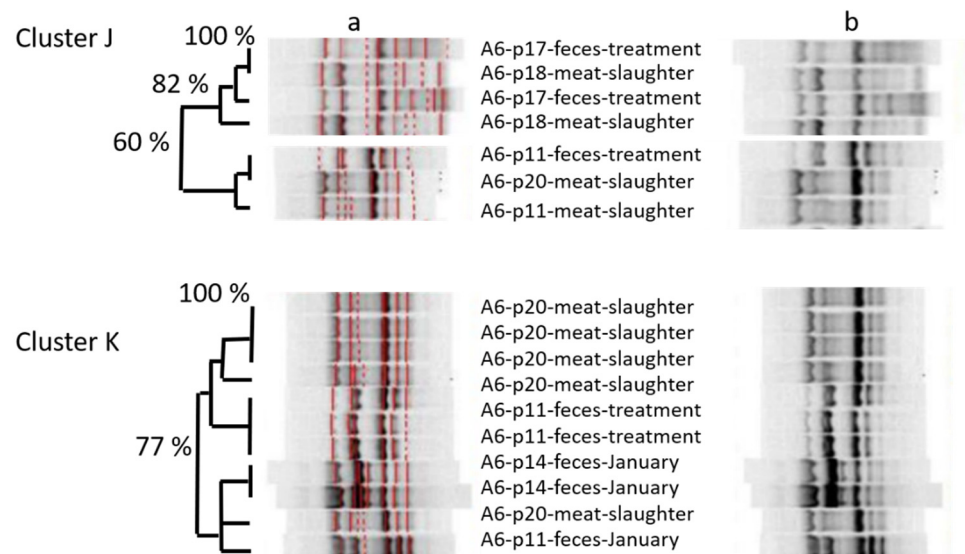 a
b
Cluster J
100 %
82 %
60 %
A6-p17-feces-treatment
A6-p18-meat-slaughter
A6-p17-feces-treatment
A6-p18-meat-slaughter
A6-p11-feces-treatment
A6-p20-meat-slaughter
A6-p11-meat-slaughter
Cluster K
100 %
77 %
A6-p20-meat-slaughter
A6-p20-meat-slaughter
A6-p20-meat-slaughter
A6-p20-meat-slaughter
A6-p11-feces-treatment
A6-p11-feces-treatment
A6-p14-feces-January
A6-p14-feces-January
A6-p20-meat-slaughter
A6-p11-feces-January